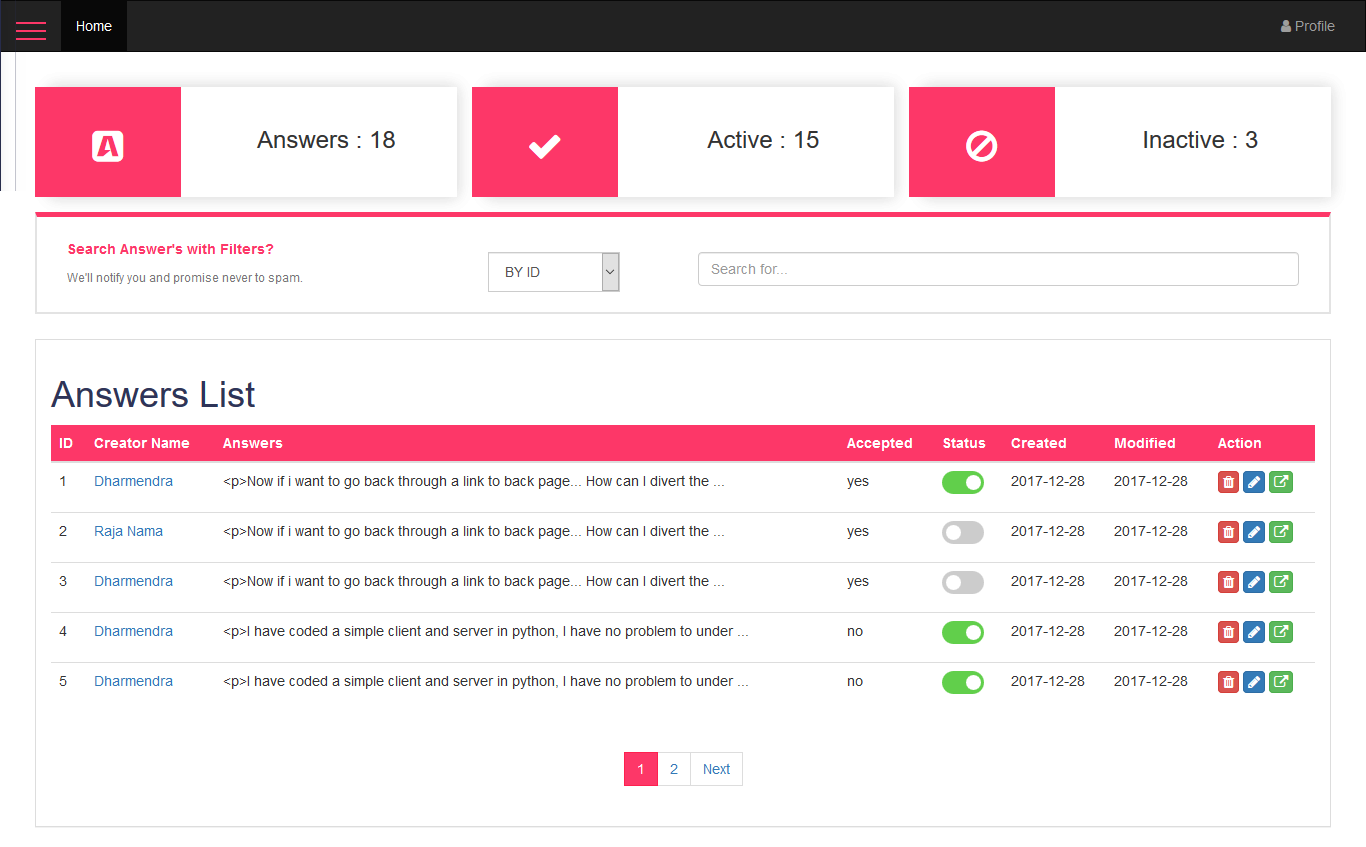 Home
Profile
A
Answers : 18
Active : 15
Inactive : 3
Search Answer's with Filters?
We'll notify you and promise never to spam.
BY ID
Search for...
Answers List
ID Creator Name Answers Accepted Status Created Modified Action
1 Dharmendra <p>Now if i want to go back through a link to back page... How can I divert the ... yes 2017-12-28 2017-12-28
2 Raja Nama <p>Now if i want to go back through a link to back page... How can I divert the ... yes 2017-12-28 2017-12-28
3 Dharmendra <p>Now if i want to go back through a link to back page... How can I divert the ... yes 2017-12-28 2017-12-28
4 Dharmendra <p>I have coded a simple client and server in python, I have no problem to under ... no 2017-12-28 2017-12-28
5 Dharmendra <p>I have coded a simple client and server in python, I have no problem to under ... no 2017-12-28 2017-12-28
1 2 Next